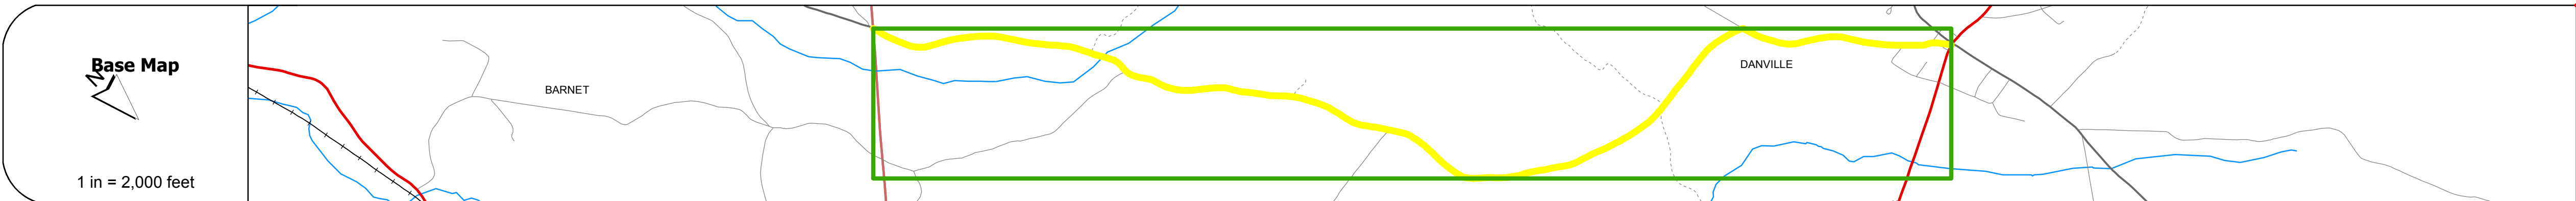 Base Map
N
1 in = 2,000 feet
BARNET
DANVILLE